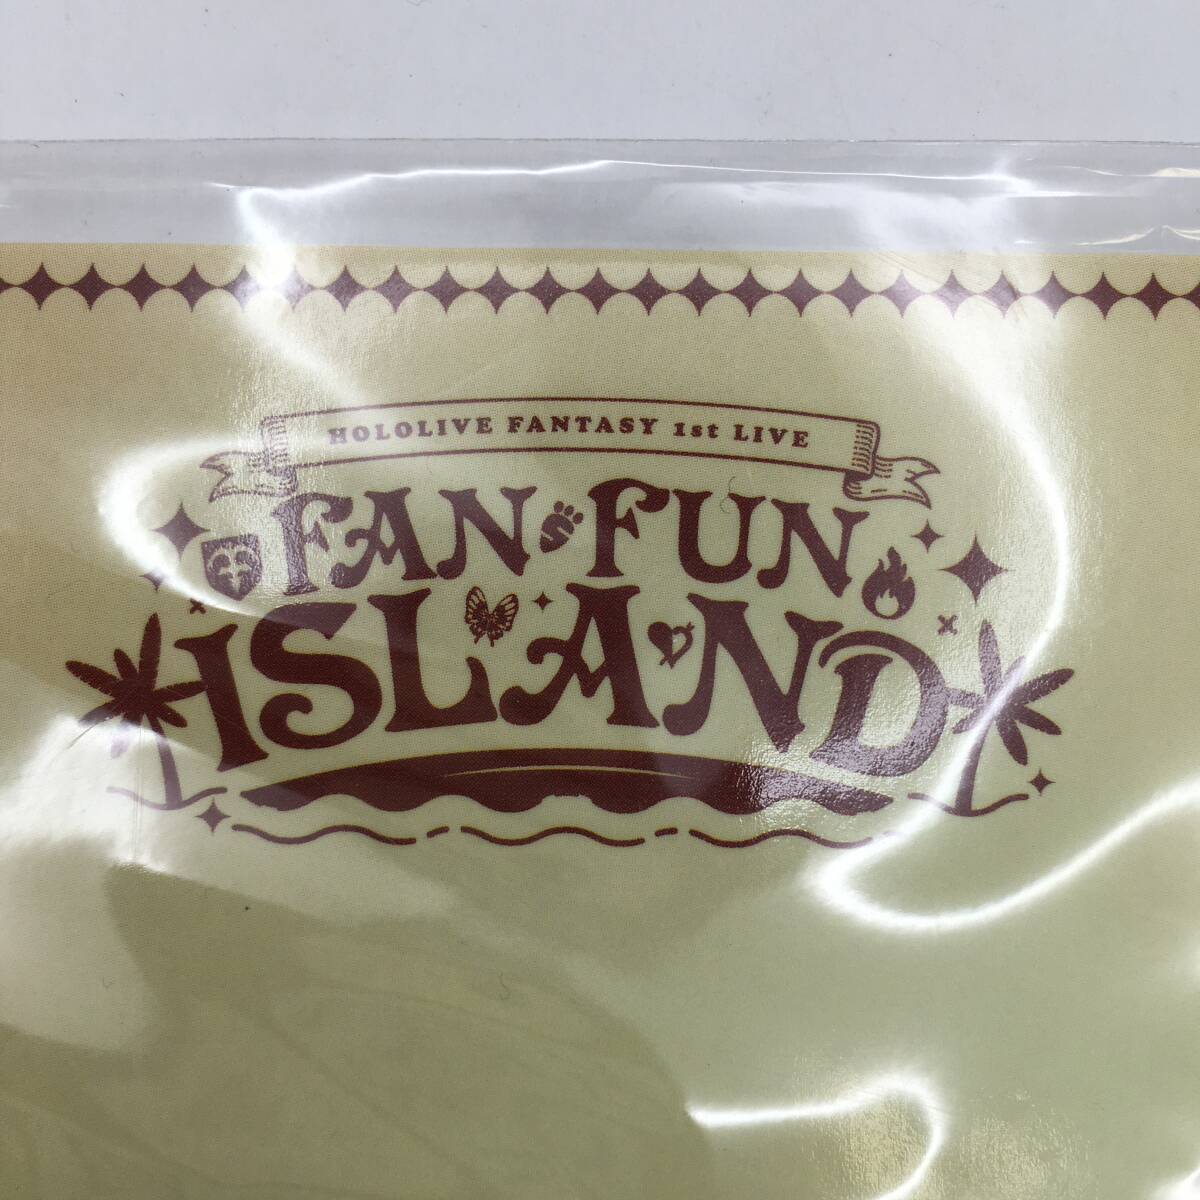 HOLOLIVE FANTASY 1st LIVE
FAN FUN
ISLAND